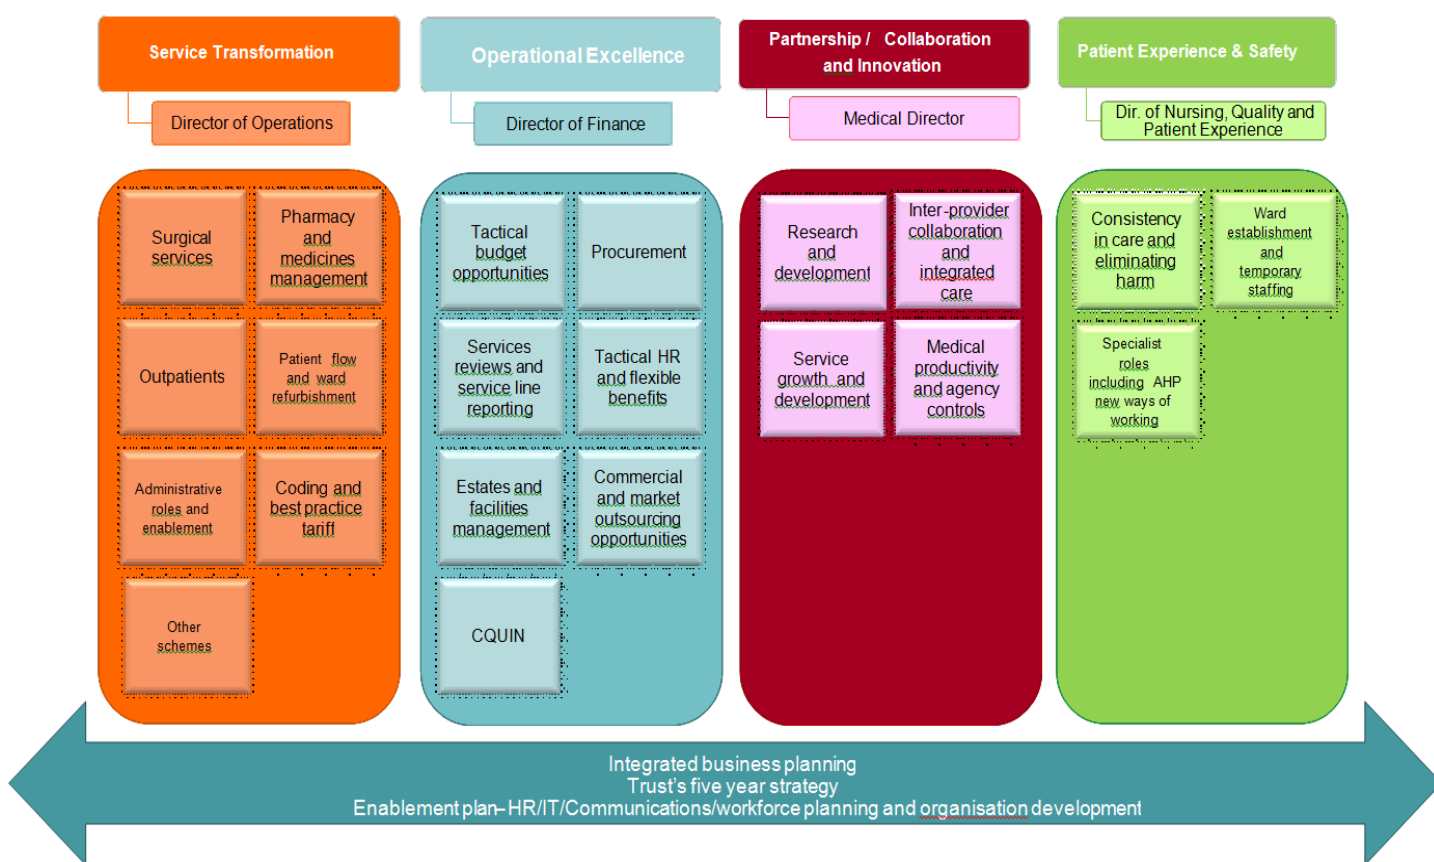 Service Transformation
Operational Excellence
Partnership / Collaboration
and Innovation
Patient Experience & Safety
Director of Operations
Director of Finance
Medical Director
Dir. of Nursing, Quality and
Patient Experience
Surgical
services
Pharmacy
and
medicines
management
Outpatients
Patient flow
and ward
refurbishment
Administrative
roles and
enablement
Coding and
best practice
tariff
Other
schemes
Tactical
budget
opportunities
Procurement
Services
reviews and
service line
reporting
Tactical HR
and flexible
benefits
Estates and
facilities
management
Commercial
and market
outsourcing
opportunities
CQUIN
Research
and
development
Inter-provider
collaboration
and
integrated
care
Service
growth and
development
Medical
productivity
and agency
controls
Consistency
in care and
eliminating
harm
Ward
establishment
and
temporary
staffing
Specialist
roles
including AHP
new ways of
working
Integrated business planning
Trust's five year strategy
Enablement plan–HR/IT/Communications/workforce planning and organisation development